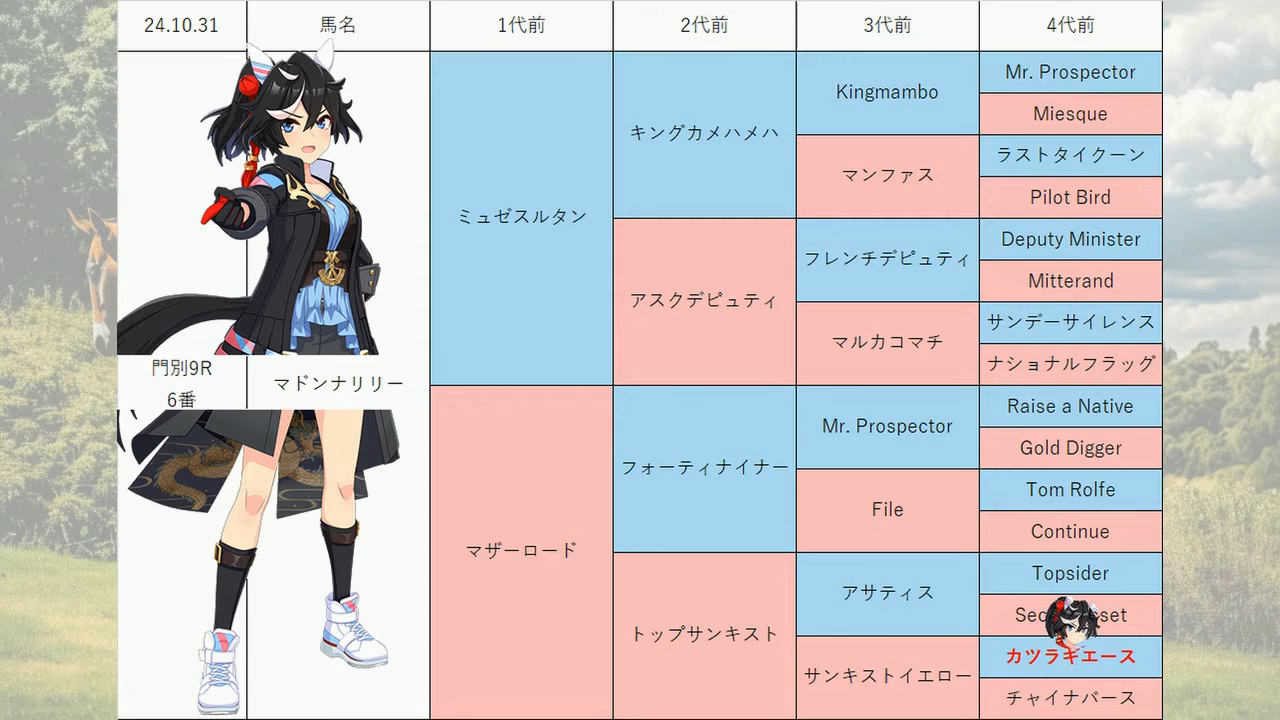 24.10.31 馬名 1代前 2代前 3代前 4代前
門別9R
6番
マドンナリリー
ミュゼスルタン
マザーロード
キングカメハメハ
アスクデピュティ
フォーティナイナー
トップサンキスト
Kingmambo
マンファス
フレンチデピュティ
マルカコマチ
Mr. Prospector
File
アサティス
サンキストイエロー
Mr. Prospector
Miesque
ラストタイクーン
Pilot Bird
Deputy Minister
Mitterand
サンデーサイレンス
ナショナルフラッグ
Raise a Native
Gold Digger
Tom Rolfe
Continue
Topsider
カツラギエース
チャイナバース